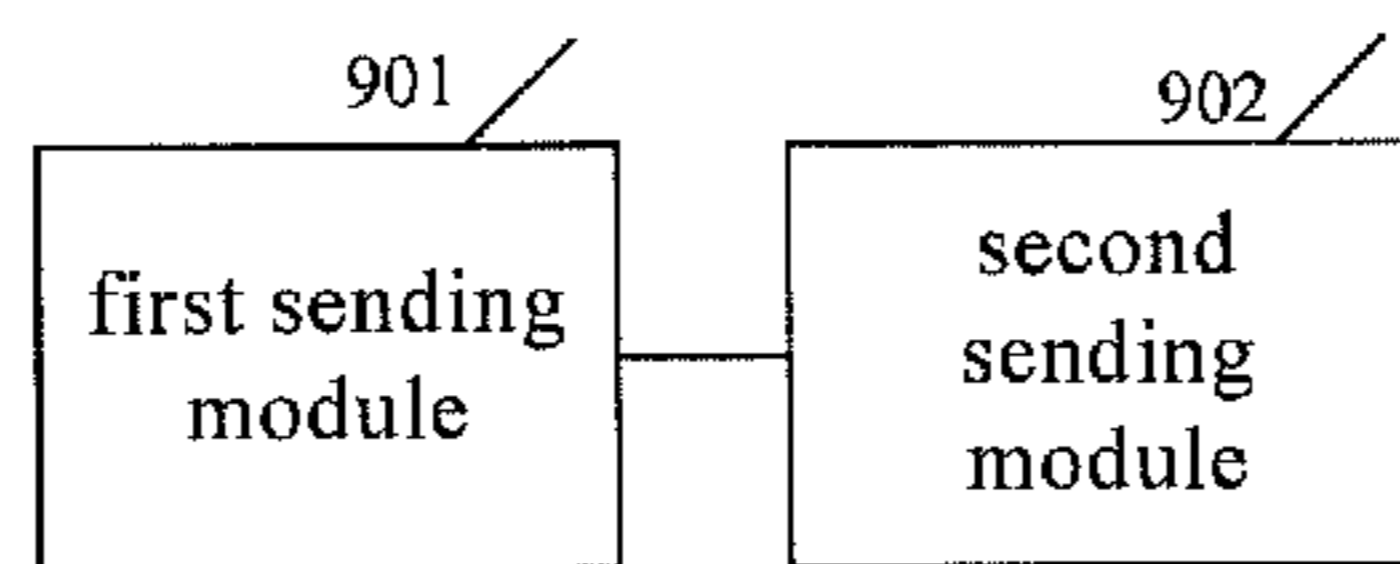 901
first sending
module
902
second
sending
module